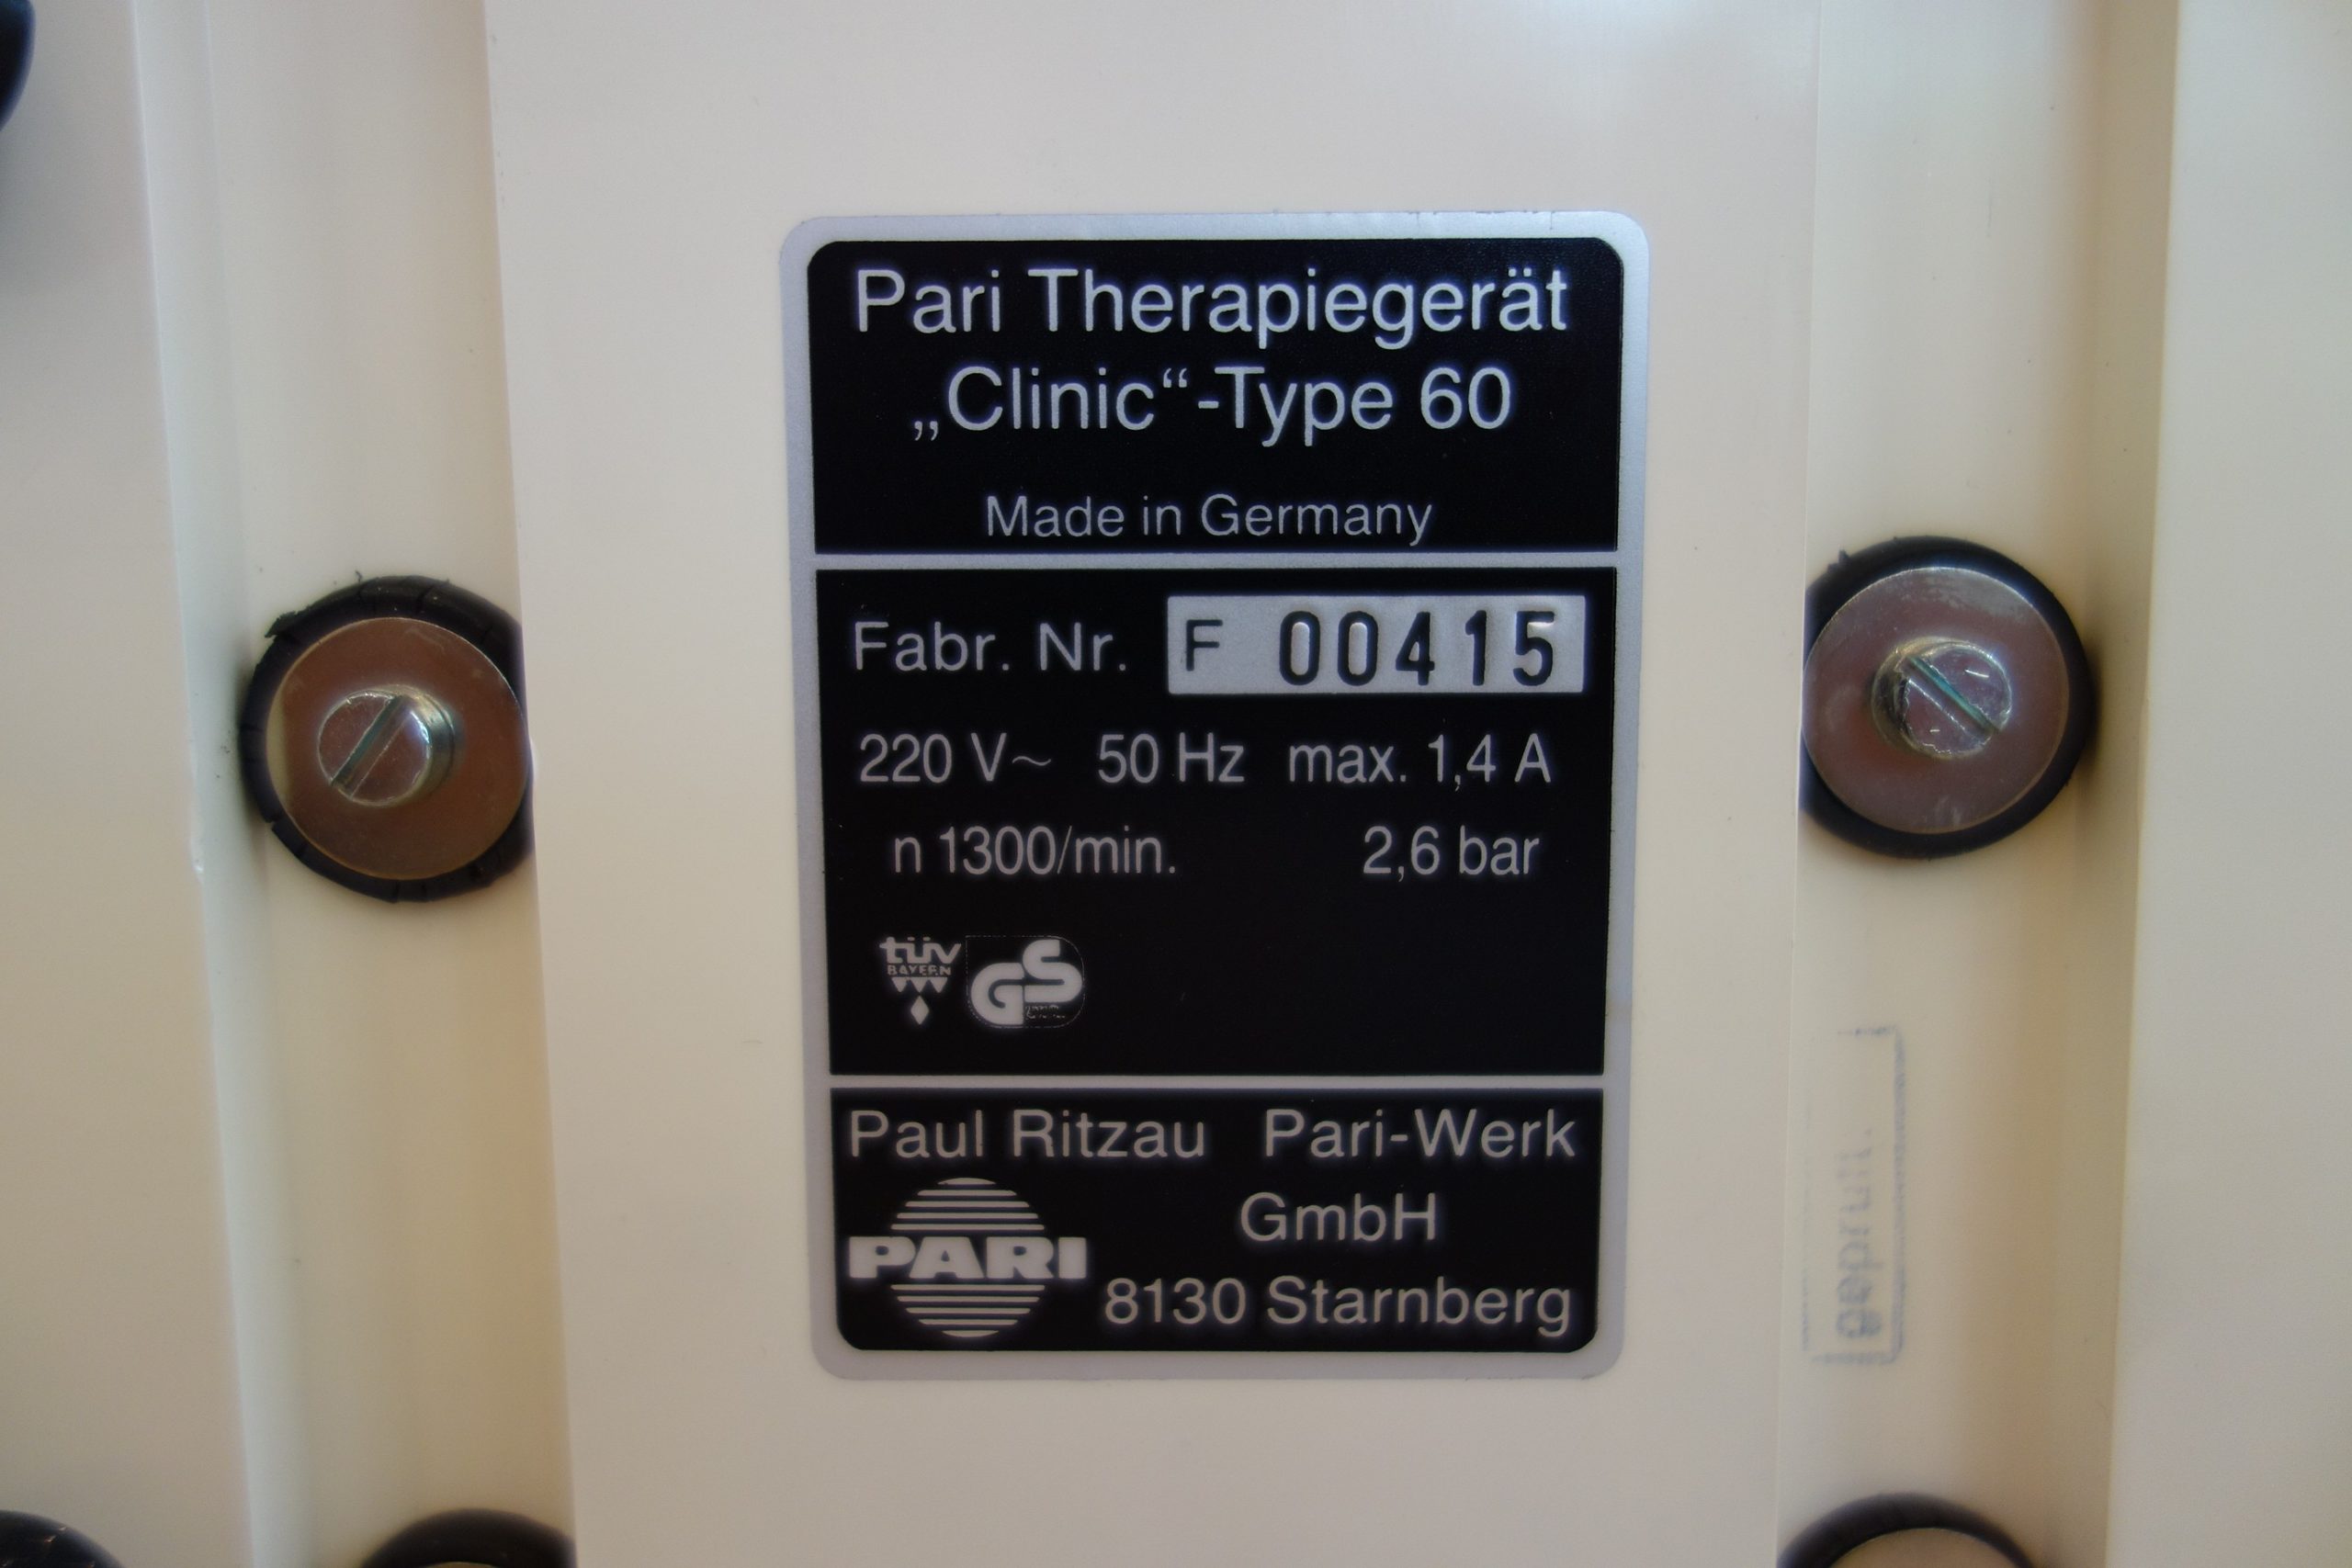 Pari Therapiegerät
„Clinic“-Type 60
Made in Germany
Fabr. Nr. F 00415
220 V~ 50 Hz max. 1,4 A
n 1300/min. 2,6 bar
tüv
BAYERN
GS
Paul Ritzau Pari-Werk
GmbH
PARI
8130 Starnberg